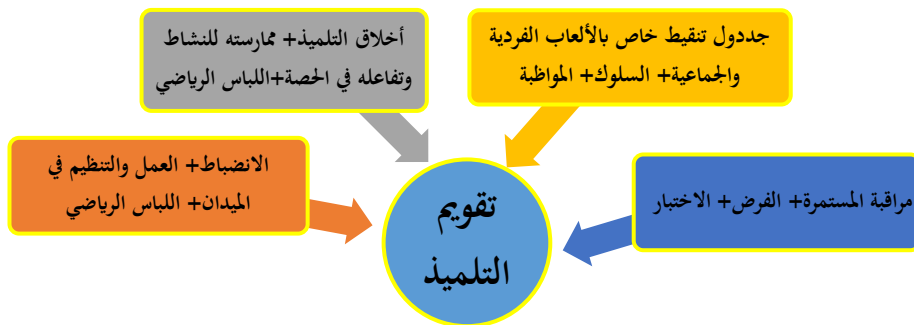 جددول تنقيط خاص بالألعاب الفردية
والجماعية+ السلوك+ المواظبة
أخلاق التلميذ+ ممارسته للنشاط
وتفاعله في الحصة+اللباس الرياضي
مراقبة المستمرة+ الفرض+ الاختبار
الانضباط+ العمل والتنظيم في
الميدان+ اللباس الرياضي
تقويم
التلميذ